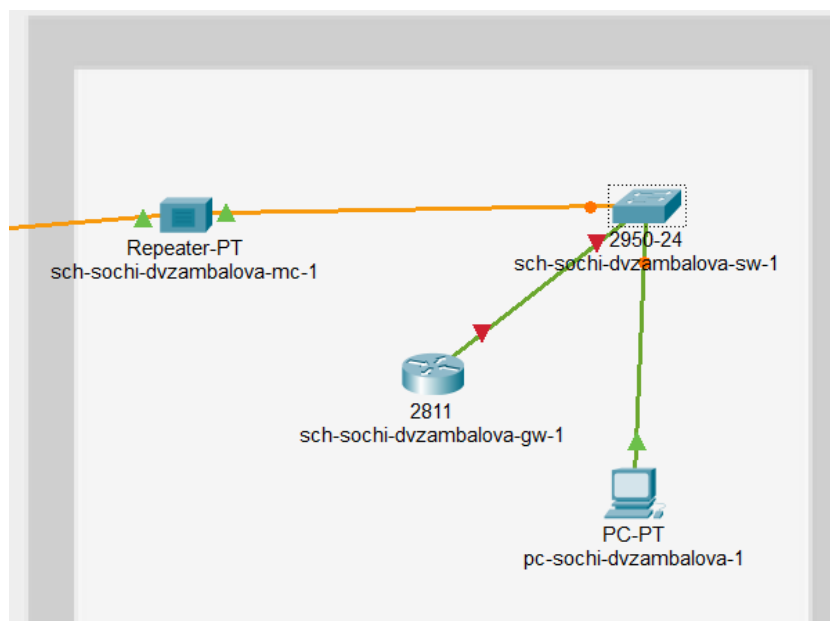 Repeater-PT
sch-sochi-dvzambalova-mc-1
2950-24
sch-sochi-dvzambalova-sw-1
2811
sch-sochi-dvzambalova-gw-1
PC-PT
pc-sochi-dvzambalova-1